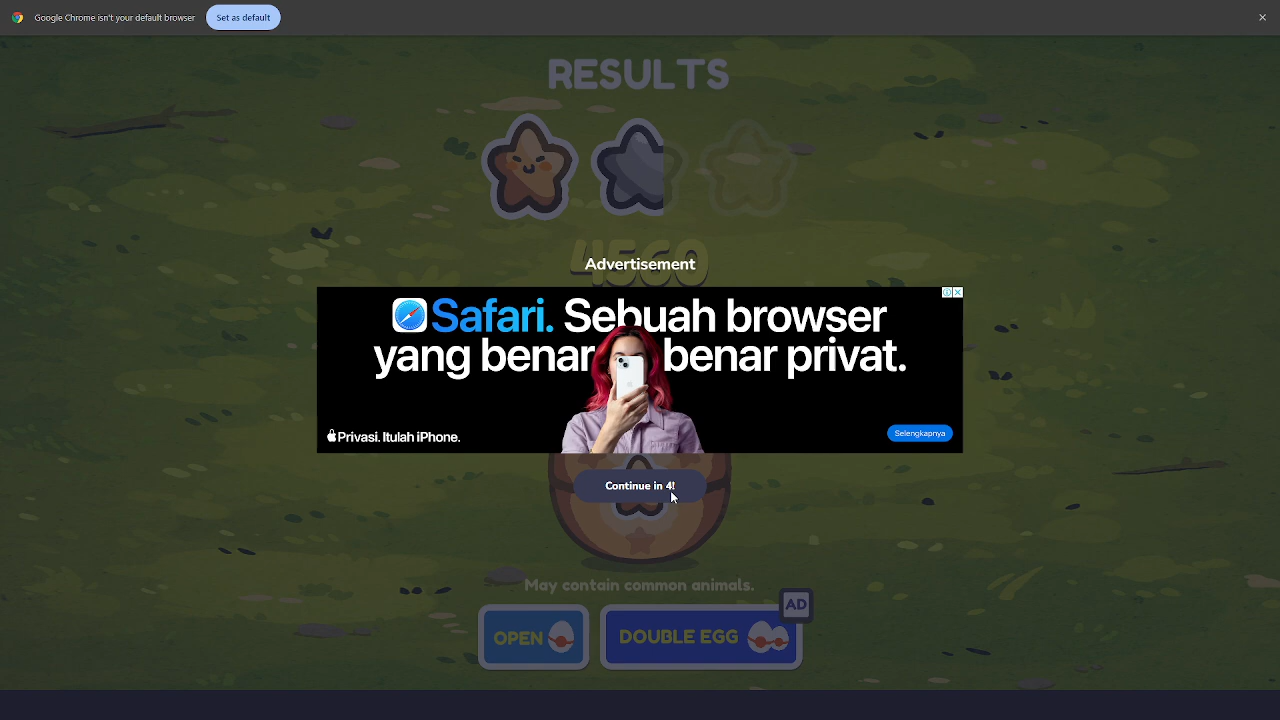 Google Chrome isn't your default browser
Set as default
RESULTS
4560
Advertisement
Safari. Sebuah browser
yang benar benar privat.
Privasi. Itulah iPhone.
Selengkapnya
Continue in 4!
May contain common animals.
AD
OPEN
DOUBLE EGG